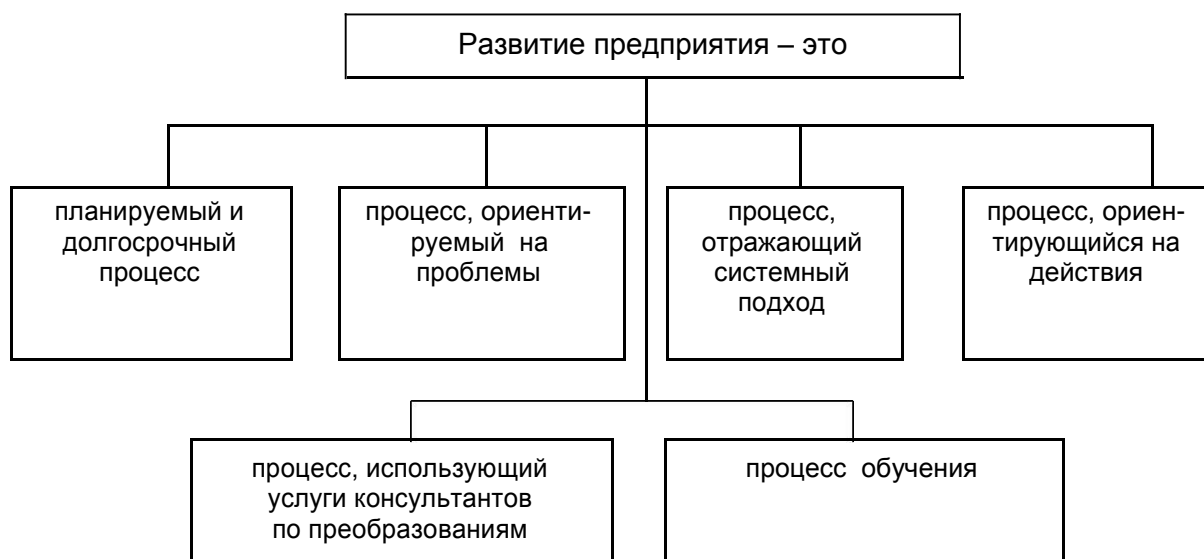 Развитие предприятия – это
планируемый и
долгосрочный
процесс
процесс, ориенти-
руемый на
проблемы
процесс,
отражающий
системный
подход
процесс, ориен-
тирующийся на
действия
процесс, использующий
услуги консультантов
по преобразованиям
процесс обучения